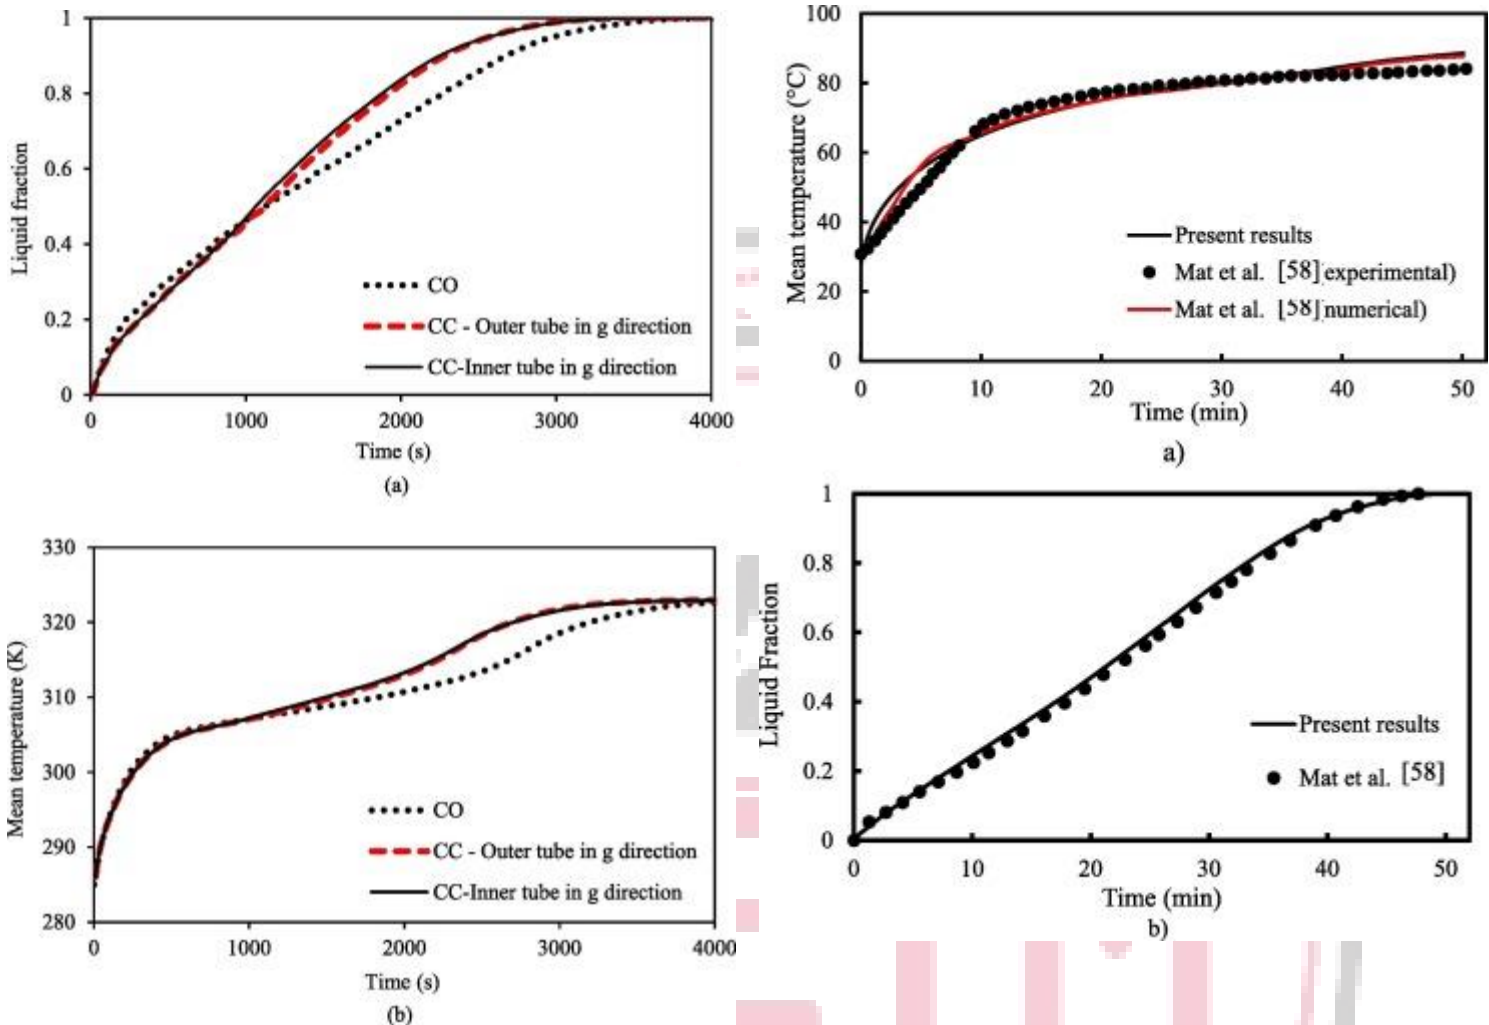 1
0.8
0.6
0.4
0.2
0
Liquid fraction
CO
CC - Outer tube in g direction
CC-Inner tube in g direction
0 1000 2000 3000 4000
Time (s)
(a)
330
320
310
300
290
280
Mean temperature (K)
CO
CC - Outer tube in g direction
CC-Inner tube in g direction
0 1000 2000 3000 4000
Time (s)
(b)
100
80
60
40
20
0
Mean temperature (°C)
Present results
Mat et al. [58] experimental)
Mat et al. [58] numerical)
0 10 20 30 40 50
Time (min)
a)
1
0.8
0.6
0.4
0.2
0
Liquid Fraction
Present results
Mat et al. [58]
0 10 20 30 40 50
Time (min)
b)